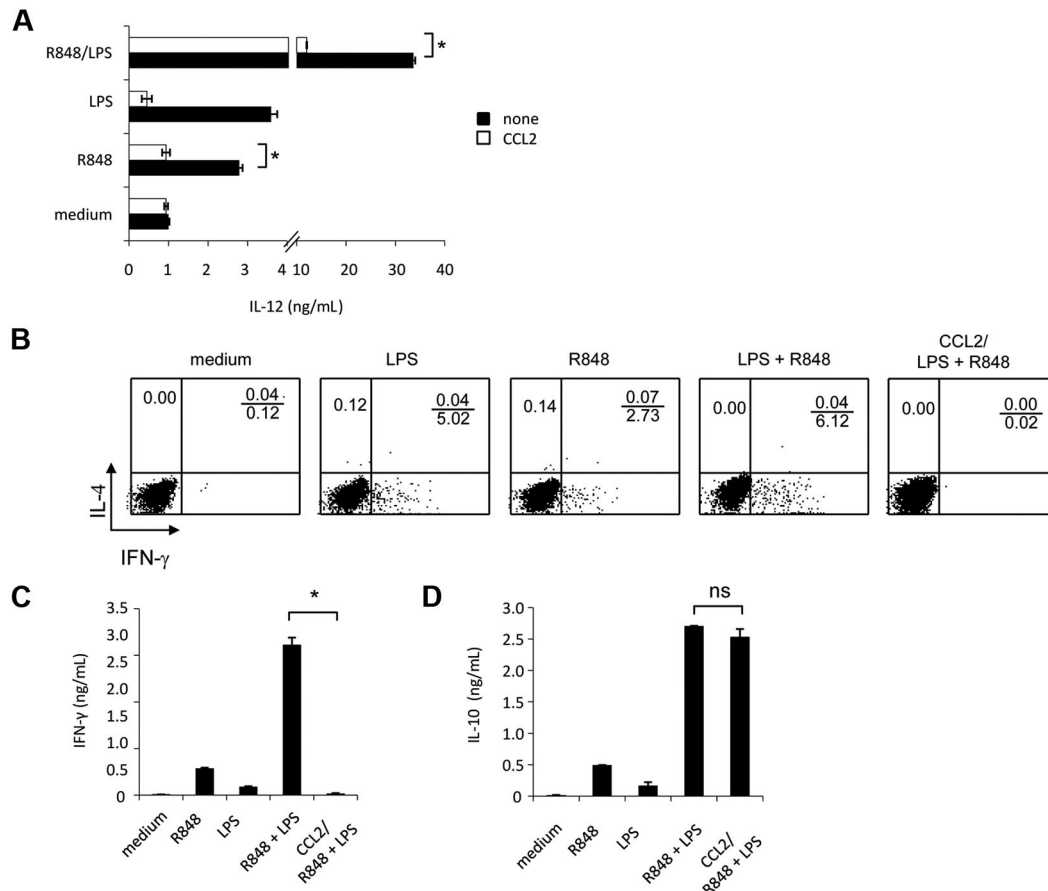 A
R848/LPS
LPS
R848
medium
*
*
none
CCL2
0 1 2 3 4 10 20 30 40
IL-12 (ng/mL)
B
medium
LPS
R848
LPS + R848
CCL2/
LPS + R848
0.00 0.04
0.12
0.12 0.04
5.02
0.14 0.07
2.73
0.00 0.04
6.12
0.00 0.00
0.02
IL-4
IFN-γ
C
*
IFN-γ (ng/mL)
3.5
3.0
2.0
1.0
0.5
0
medium
R848
LPS
R848 + LPS
CCL2/
R848 + LPS
D
ns
IL-10 (ng/mL)
3.0
2.5
2.0
1.5
1.0
0.5
0
medium
R848
LPS
R848 + LPS
CCL2/
R848 + LPS